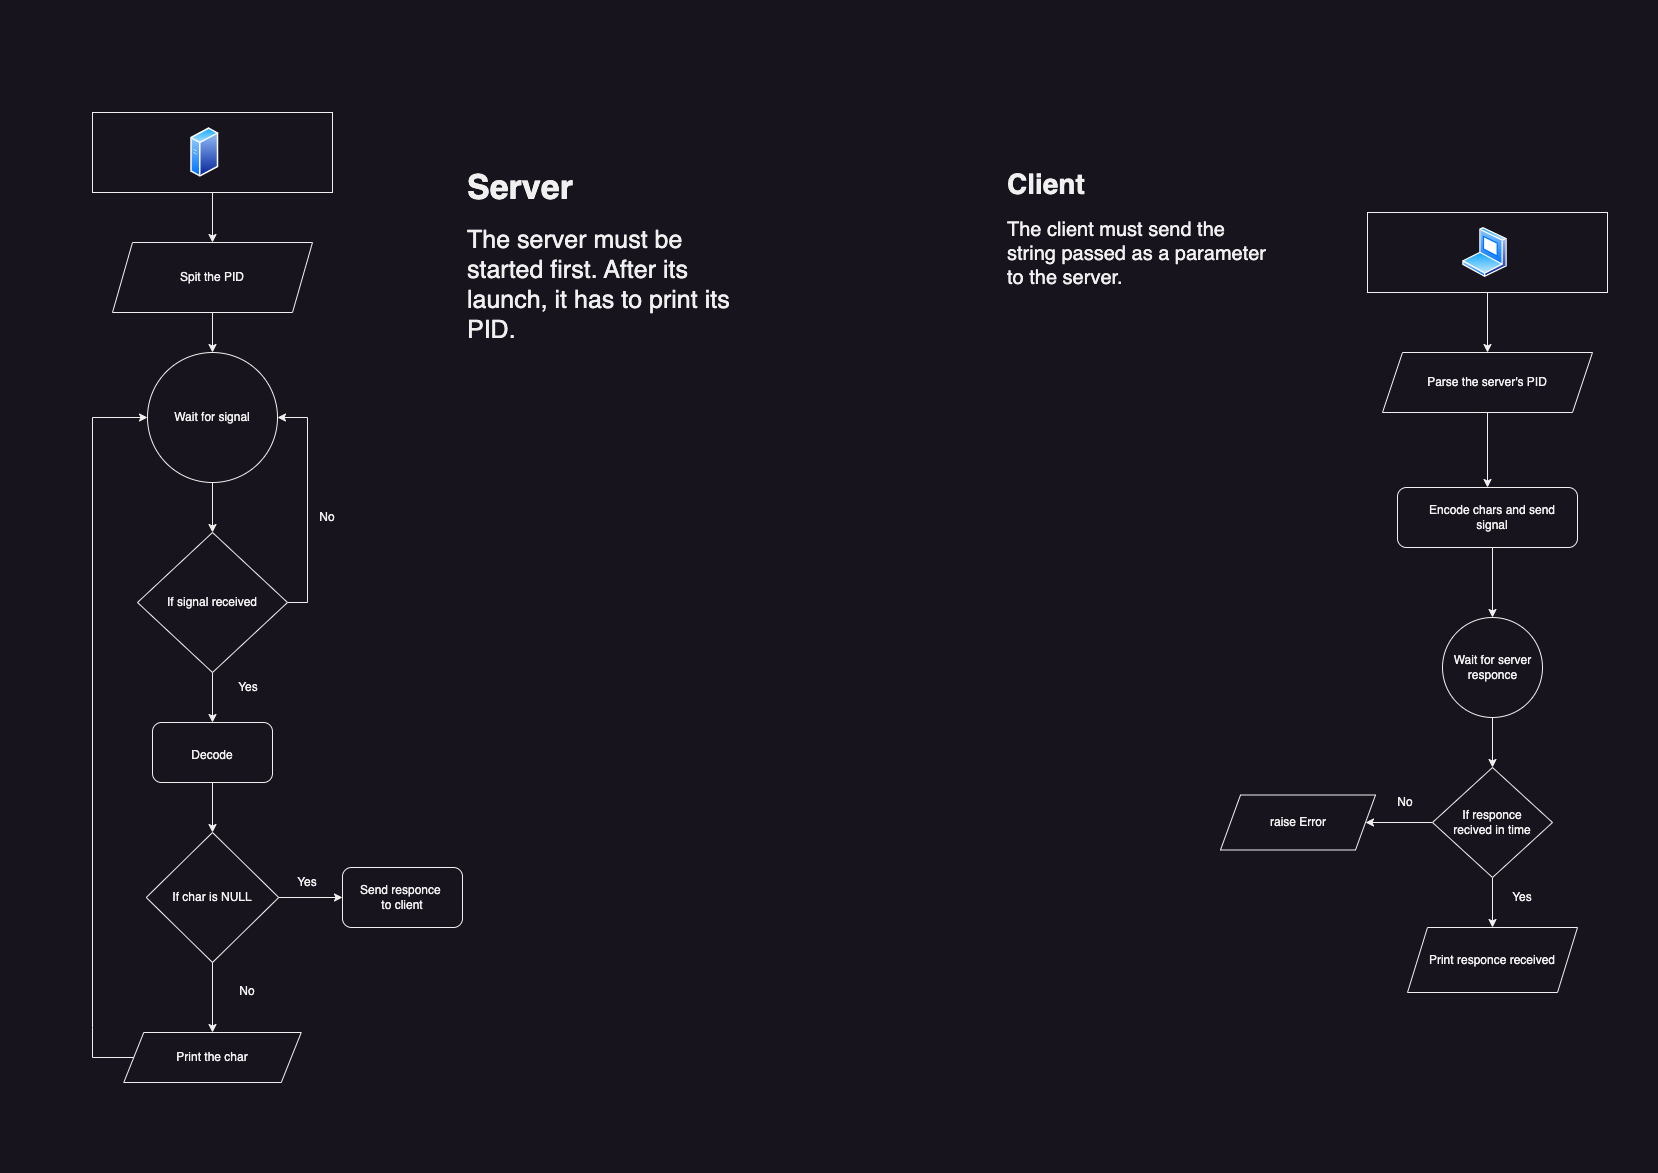 Server
The server must be
started first. After its
launch, it has to print its
PID.
Spit the PID
Wait for signal
No
If signal received
Yes
Decode
If char is NULL
Yes
Send responce
to client
No
Print the char
Client
The client must send the
string passed as a parameter
to the server.
Parse the server's PID
Encode chars and send
signal
Wait for server
responce
If responce
recived in time
No
raise Error
Yes
Print responce received